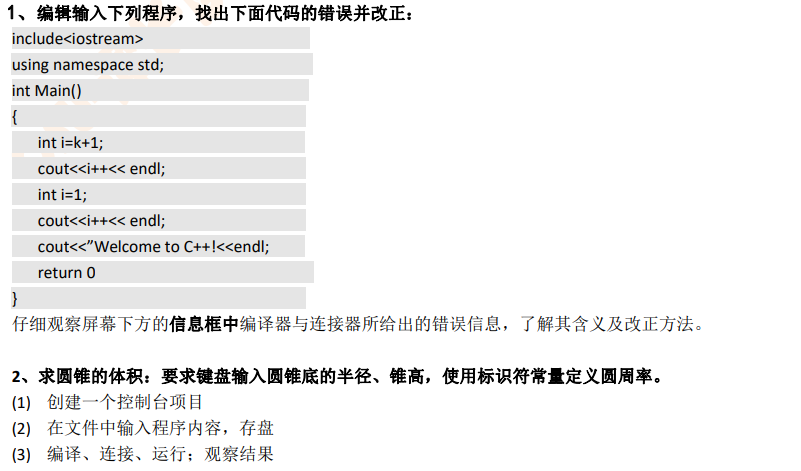 1、编辑输入下列程序，找出下面代码的错误并改正：
include<iostream>
using namespace std;
int Main()
{
int i=k+1;
cout<<i++<< endl;
int i=1;
cout<<i++<< endl;
cout<<”Welcome to C++!<<endl;
return 0
}
仔细观察屏幕下方的信息框中编译器与连接器所给出的错误信息，了解其含义及改正方法。
2、求圆锥的体积：要求键盘输入圆锥底的半径、锥高，使用标识符常量定义圆周率。
(1) 创建一个控制台项目
(2) 在文件中输入程序内容，存盘
(3) 编译、连接、运行；观察结果